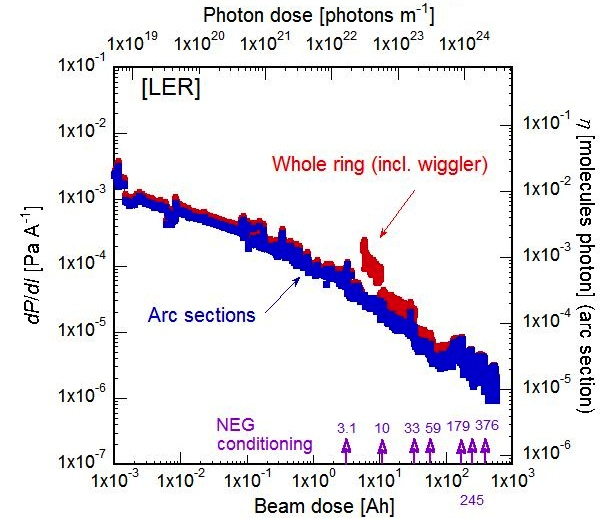 Photon dose [photons m⁻¹]
1x10¹⁹ 1x10²⁰ 1x10²¹ 1x10²² 1x10²³ 1x10²⁴
1x10⁻¹
[LER]
1x10⁻²
1x10⁻³
1x10⁻⁴
1x10⁻⁵
1x10⁻⁶
1x10⁻⁷
dP/dI [Pa A⁻¹]
Whole ring (incl. wiggler)
Arc sections
NEG
conditioning
3.1 10 33 59 179 376
245
1x10⁻¹
1x10⁻²
1x10⁻³
1x10⁻⁴
1x10⁻⁵
1x10⁻⁶
η [molecules photon] (arc section)
1x10⁻³ 1x10⁻² 1x10⁻¹ 1x10⁰ 1x10¹ 1x10² 1x10³
Beam dose [Ah]